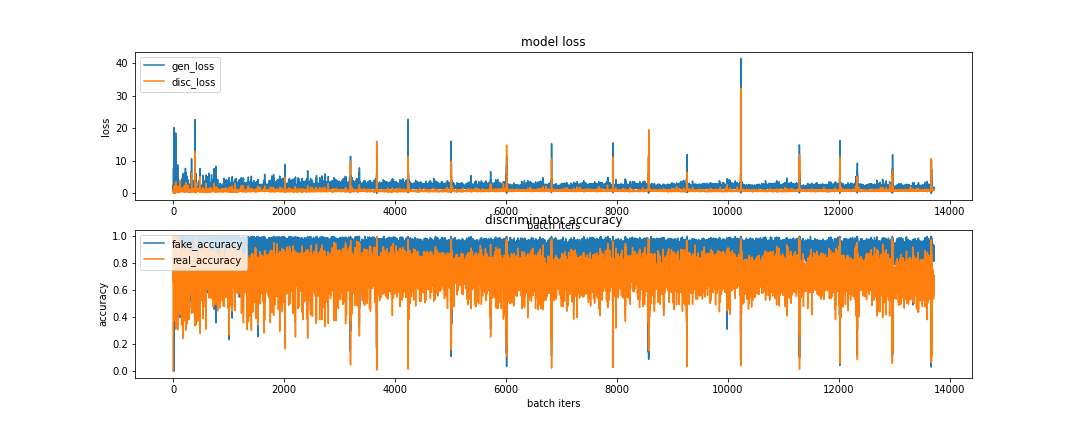 model loss
gen_loss
disc_loss
loss
40
30
20
10
0
0 2000 4000 6000 8000 10000 12000 14000
batch iters
discriminator accuracy
fake_accuracy
real_accuracy
accuracy
1.0
0.8
0.6
0.4
0.2
0.0
0 2000 4000 6000 8000 10000 12000 14000
batch iters